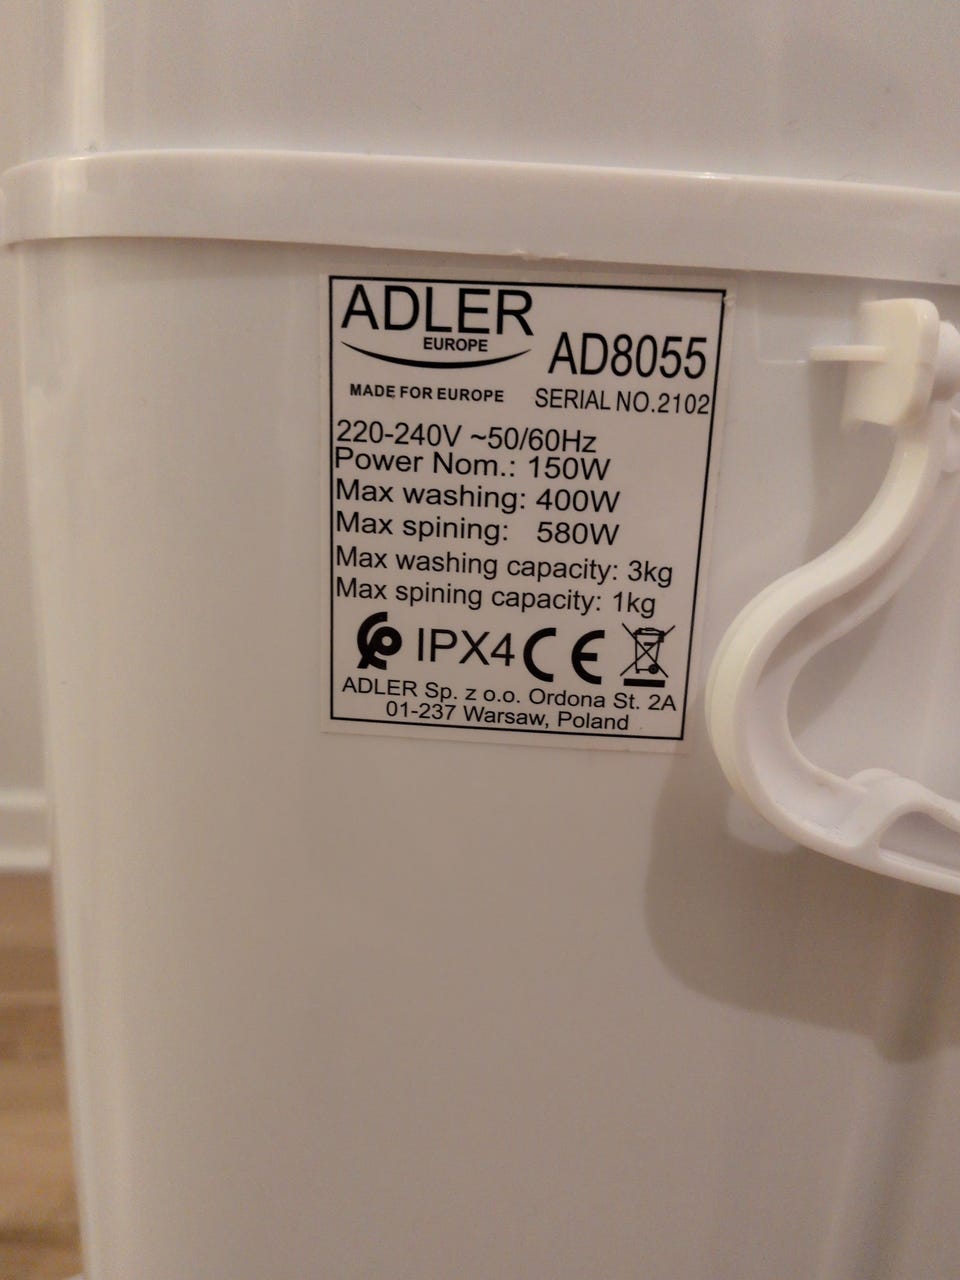 ADLER
EUROPE
AD8055
MADE FOR EUROPE
SERIAL NO.2102
220-240V ~50/60Hz
Power Nom.: 150W
Max washing: 400W
Max spining: 580W
Max washing capacity: 3kg
Max spining capacity: 1kg
IPX4 CE
ADLER Sp. z o.o. Ordona St. 2A
01-237 Warsaw, Poland